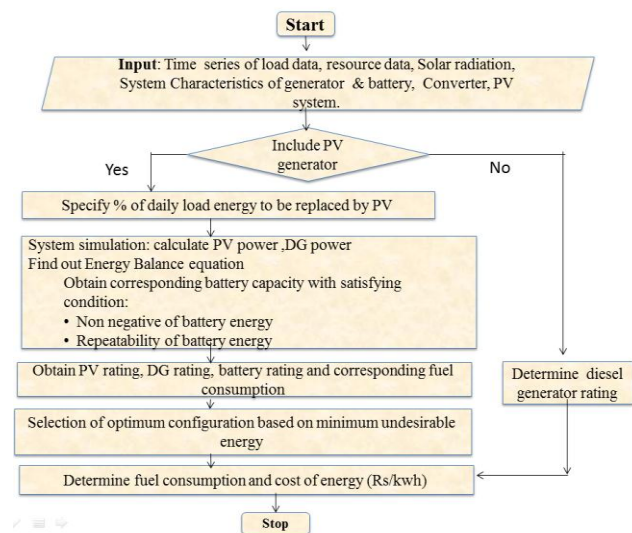 Start
Input: Time series of load data, resource data, Solar radiation,
System Characteristics of generator & battery, Converter, PV
system.
Include PV
generator
Yes
No
Specify % of daily load energy to be replaced by PV
System simulation: calculate PV power ,DG power
Find out Energy Balance equation
Obtain corresponding battery capacity with satisfying
condition:
• Non negative of battery energy
• Repeatability of battery energy
Obtain PV rating, DG rating, battery rating and corresponding fuel
consumption
Determine diesel
generator rating
Selection of optimum configuration based on minimum undesirable
energy
Determine fuel consumption and cost of energy (Rs/kwh)
Stop